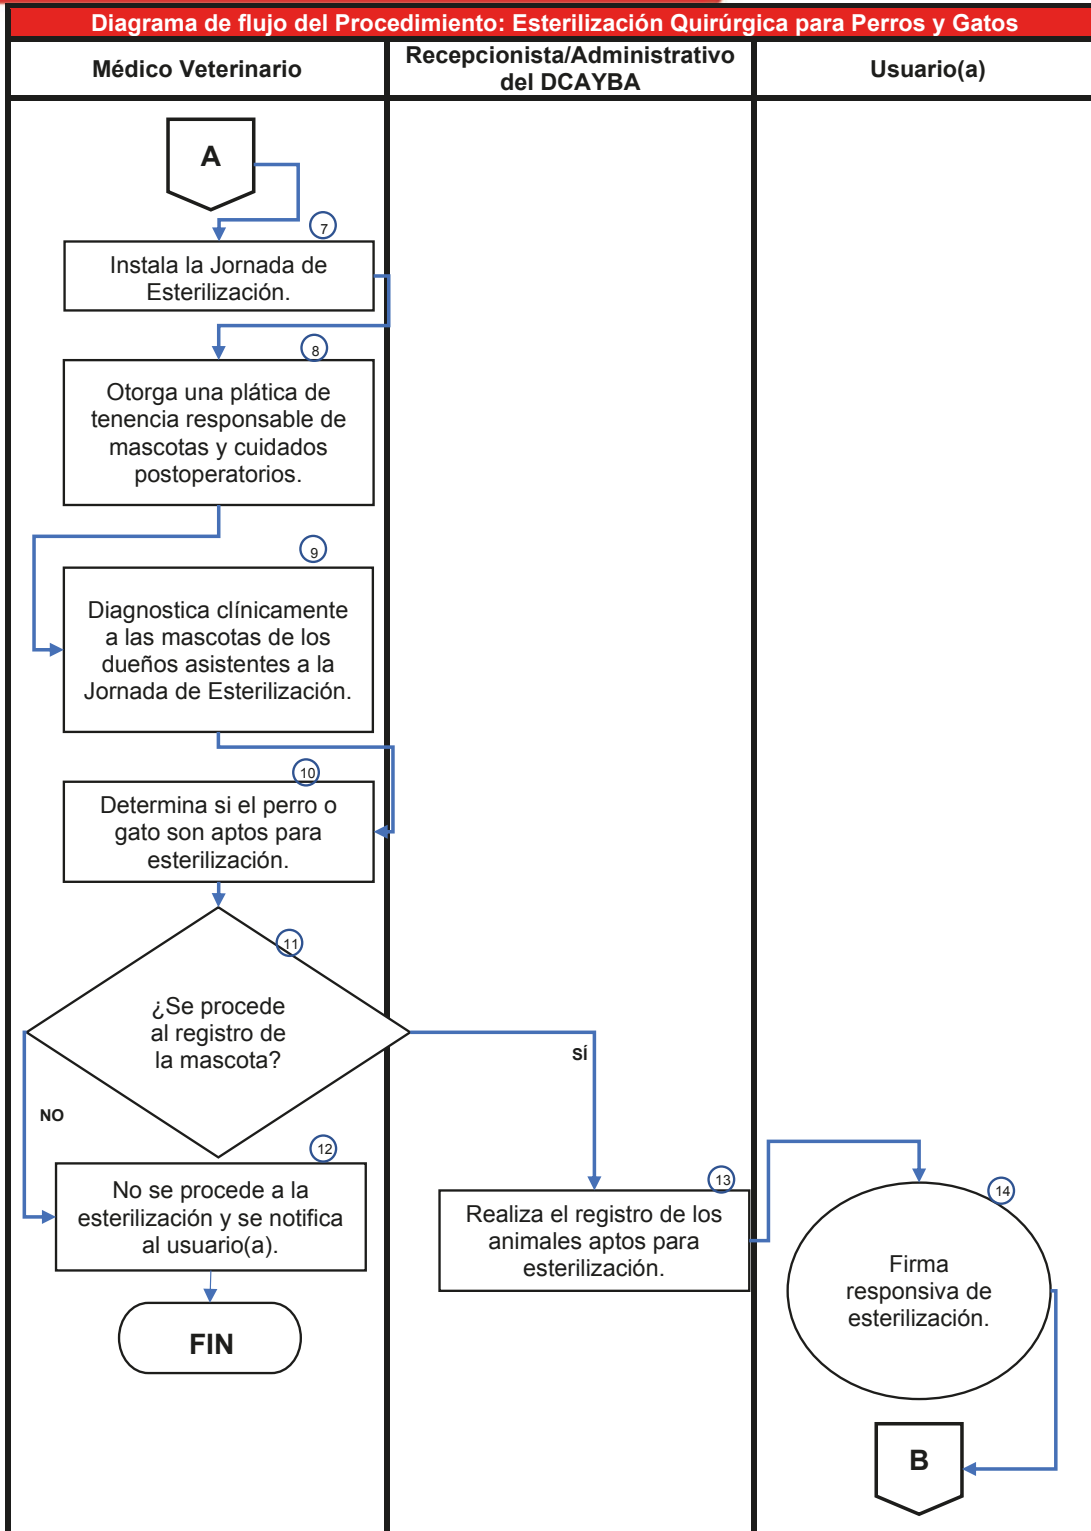 Diagrama de flujo del Procedimiento: Esterilización Quirúrgica para Perros y Gatos
Médico Veterinario
Recepcionista/Administrativo
del DCAYBA
Usuario(a)
A
7
Instala la Jornada de
Esterilización.
8
Otorga una plática de
tenencia responsable de
mascotas y cuidados
postoperatorios.
9
Diagnostica clínicamente
a las mascotas de los
dueños asistentes a la
Jornada de Esterilización.
10
Determina si el perro o
gato son aptos para
esterilización.
11
¿Se procede
al registro de
la mascota?
SÍ
NO
12
No se procede a la
esterilización y se notifica
al usuario(a).
FIN
13
Realiza el registro de los
animales aptos para
esterilización.
14
Firma
responsiva de
esterilización.
B